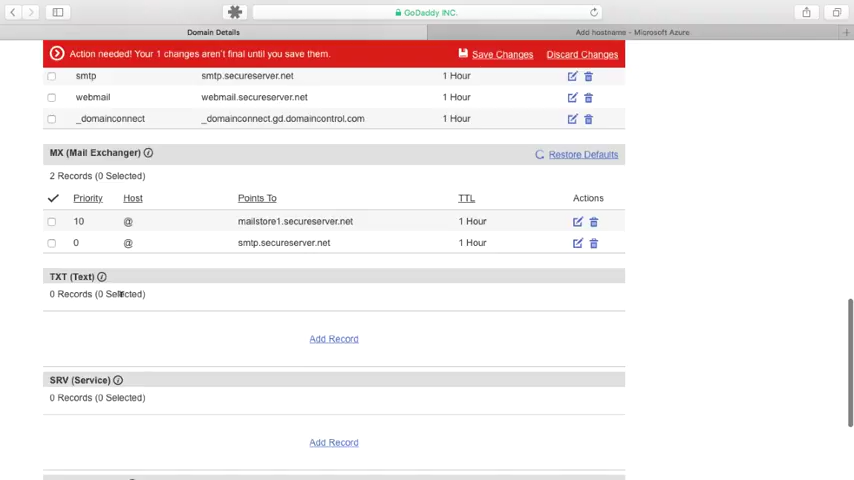 GoDaddy INC.
Domain Details
Add hostname - Microsoft Azure
Action needed! Your 1 changes aren't final until you save them. Save Changes Discard Changes
smtp smtp.secureserver.net 1 Hour
webmail webmail.secureserver.net 1 Hour
_domainconnect _domainconnect.gd.domaincontrol.com 1 Hour
MX (Mail Exchanger) Restore Defaults
2 Records (0 Selected)
Priority Host Points To TTL Actions
10 @ mailstore1.secureserver.net 1 Hour
0 @ smtp.secureserver.net 1 Hour
TXT (Text)
0 Records (0 Selected)
Add Record
SRV (Service)
0 Records (0 Selected)
Add Record